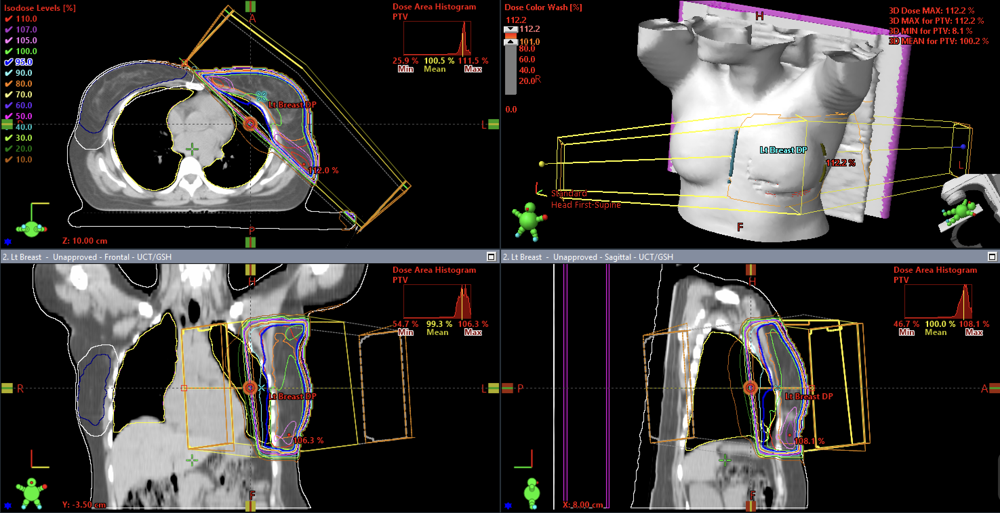 Isodose Levels [%]
110.0
107.0
105.0
100.0
95.0
90.0
80.0
70.0
60.0
50.0
40.0
30.0
20.0
10.0
A
Dose Area Histogram
PTV
25.9 % 100.5 % 111.5 %
Min Mean Max
Lt Breast DP
L
112.0 %
P
Z: 10.00 cm
Dose Color Wash [%]
112.2
112.2
101.0
80.0
60.0
40.0
20.0
R
0.0
H
3D Dose MAX: 112.2 %
3D MAX for PTV: 112.2 %
3D MIN for PTV: 8.1 %
3D MEAN for PTV: 100.2 %
Lt Breast DP
112.2 %
L
Standard
Head First-Supine
F
2. Lt Breast - Unapproved - Frontal - UCT/GSH
H
Dose Area Histogram
PTV
54.7 % 99.3 % 106.3 %
Min Mean Max
R
L
Lt Breast DP
106.3 %
F
Y: -3.50 cm
2. Lt Breast - Unapproved - Sagittal - UCT/GSH
H
Dose Area Histogram
PTV
46.7 % 100.0 % 108.1 %
Min Mean Max
P
A
Lt Breast DP
108.1 %
F
X: 8.00 cm